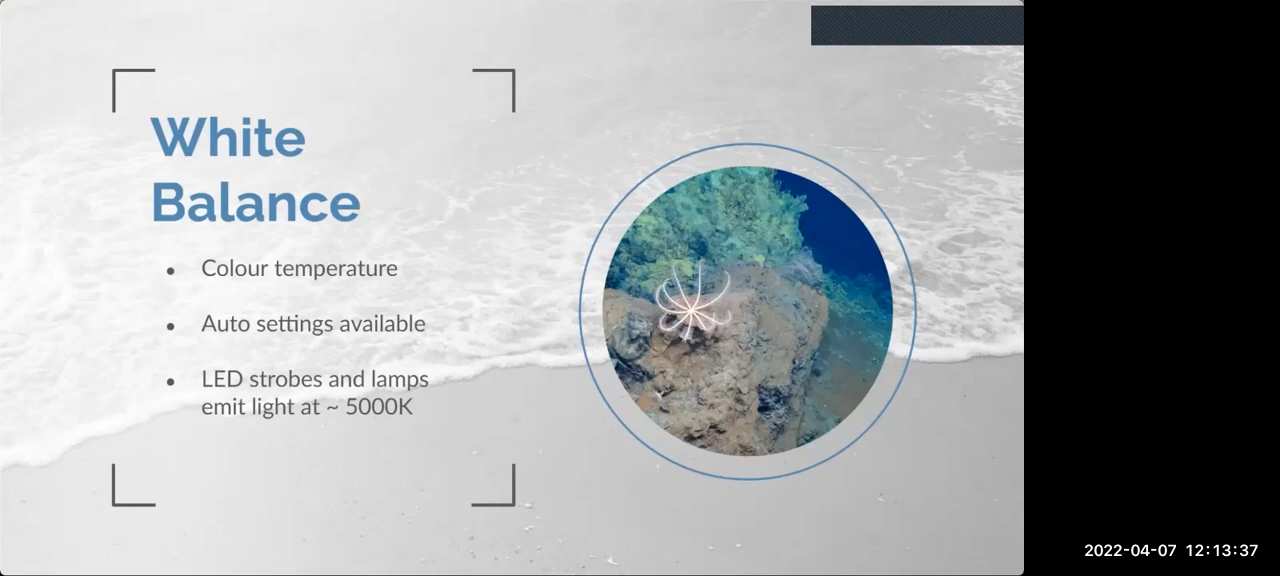 White
Balance
• Colour temperature
• Auto settings available
• LED strobes and lamps
emit light at ~ 5000K
2022-04-07 12:13:37